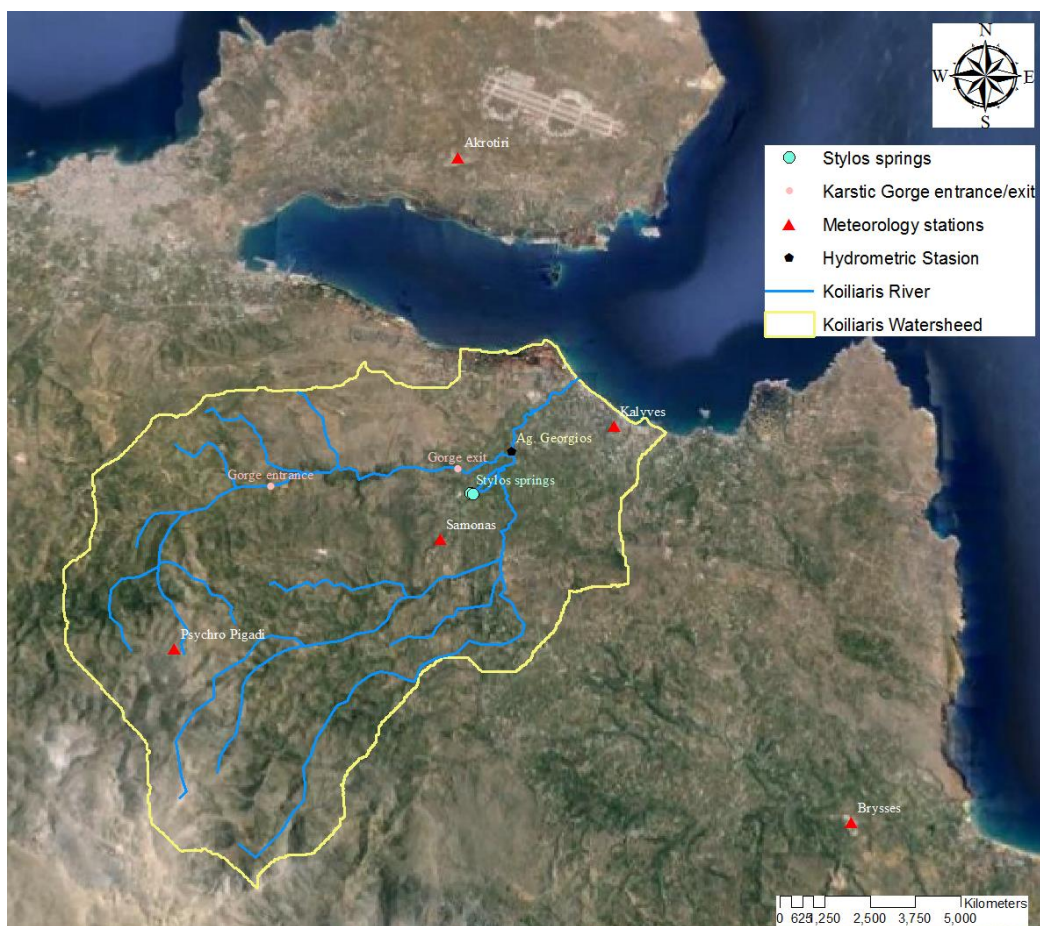 N
W E
S
Akrotiri
Stylos springs
Karstic Gorge entrance/exit
Meteorology stations
Hydrometric Stasion
Koiliaris River
Koiliaris Watersheed
Kalyves
Ag. Georgios
Gorge exit
Gorge entrance
Stylos springs
Samonas
Psychro Pigadi
Brysses
Kilometers
0 625 1,250 2,500 3,750 5,000